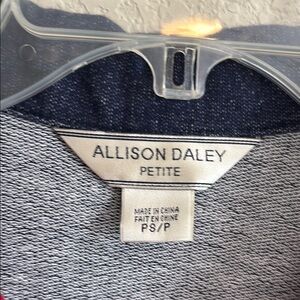 ALLISON DALEY
PETITE
MADE IN CHINA
FAIT EN CHINE
PS/P